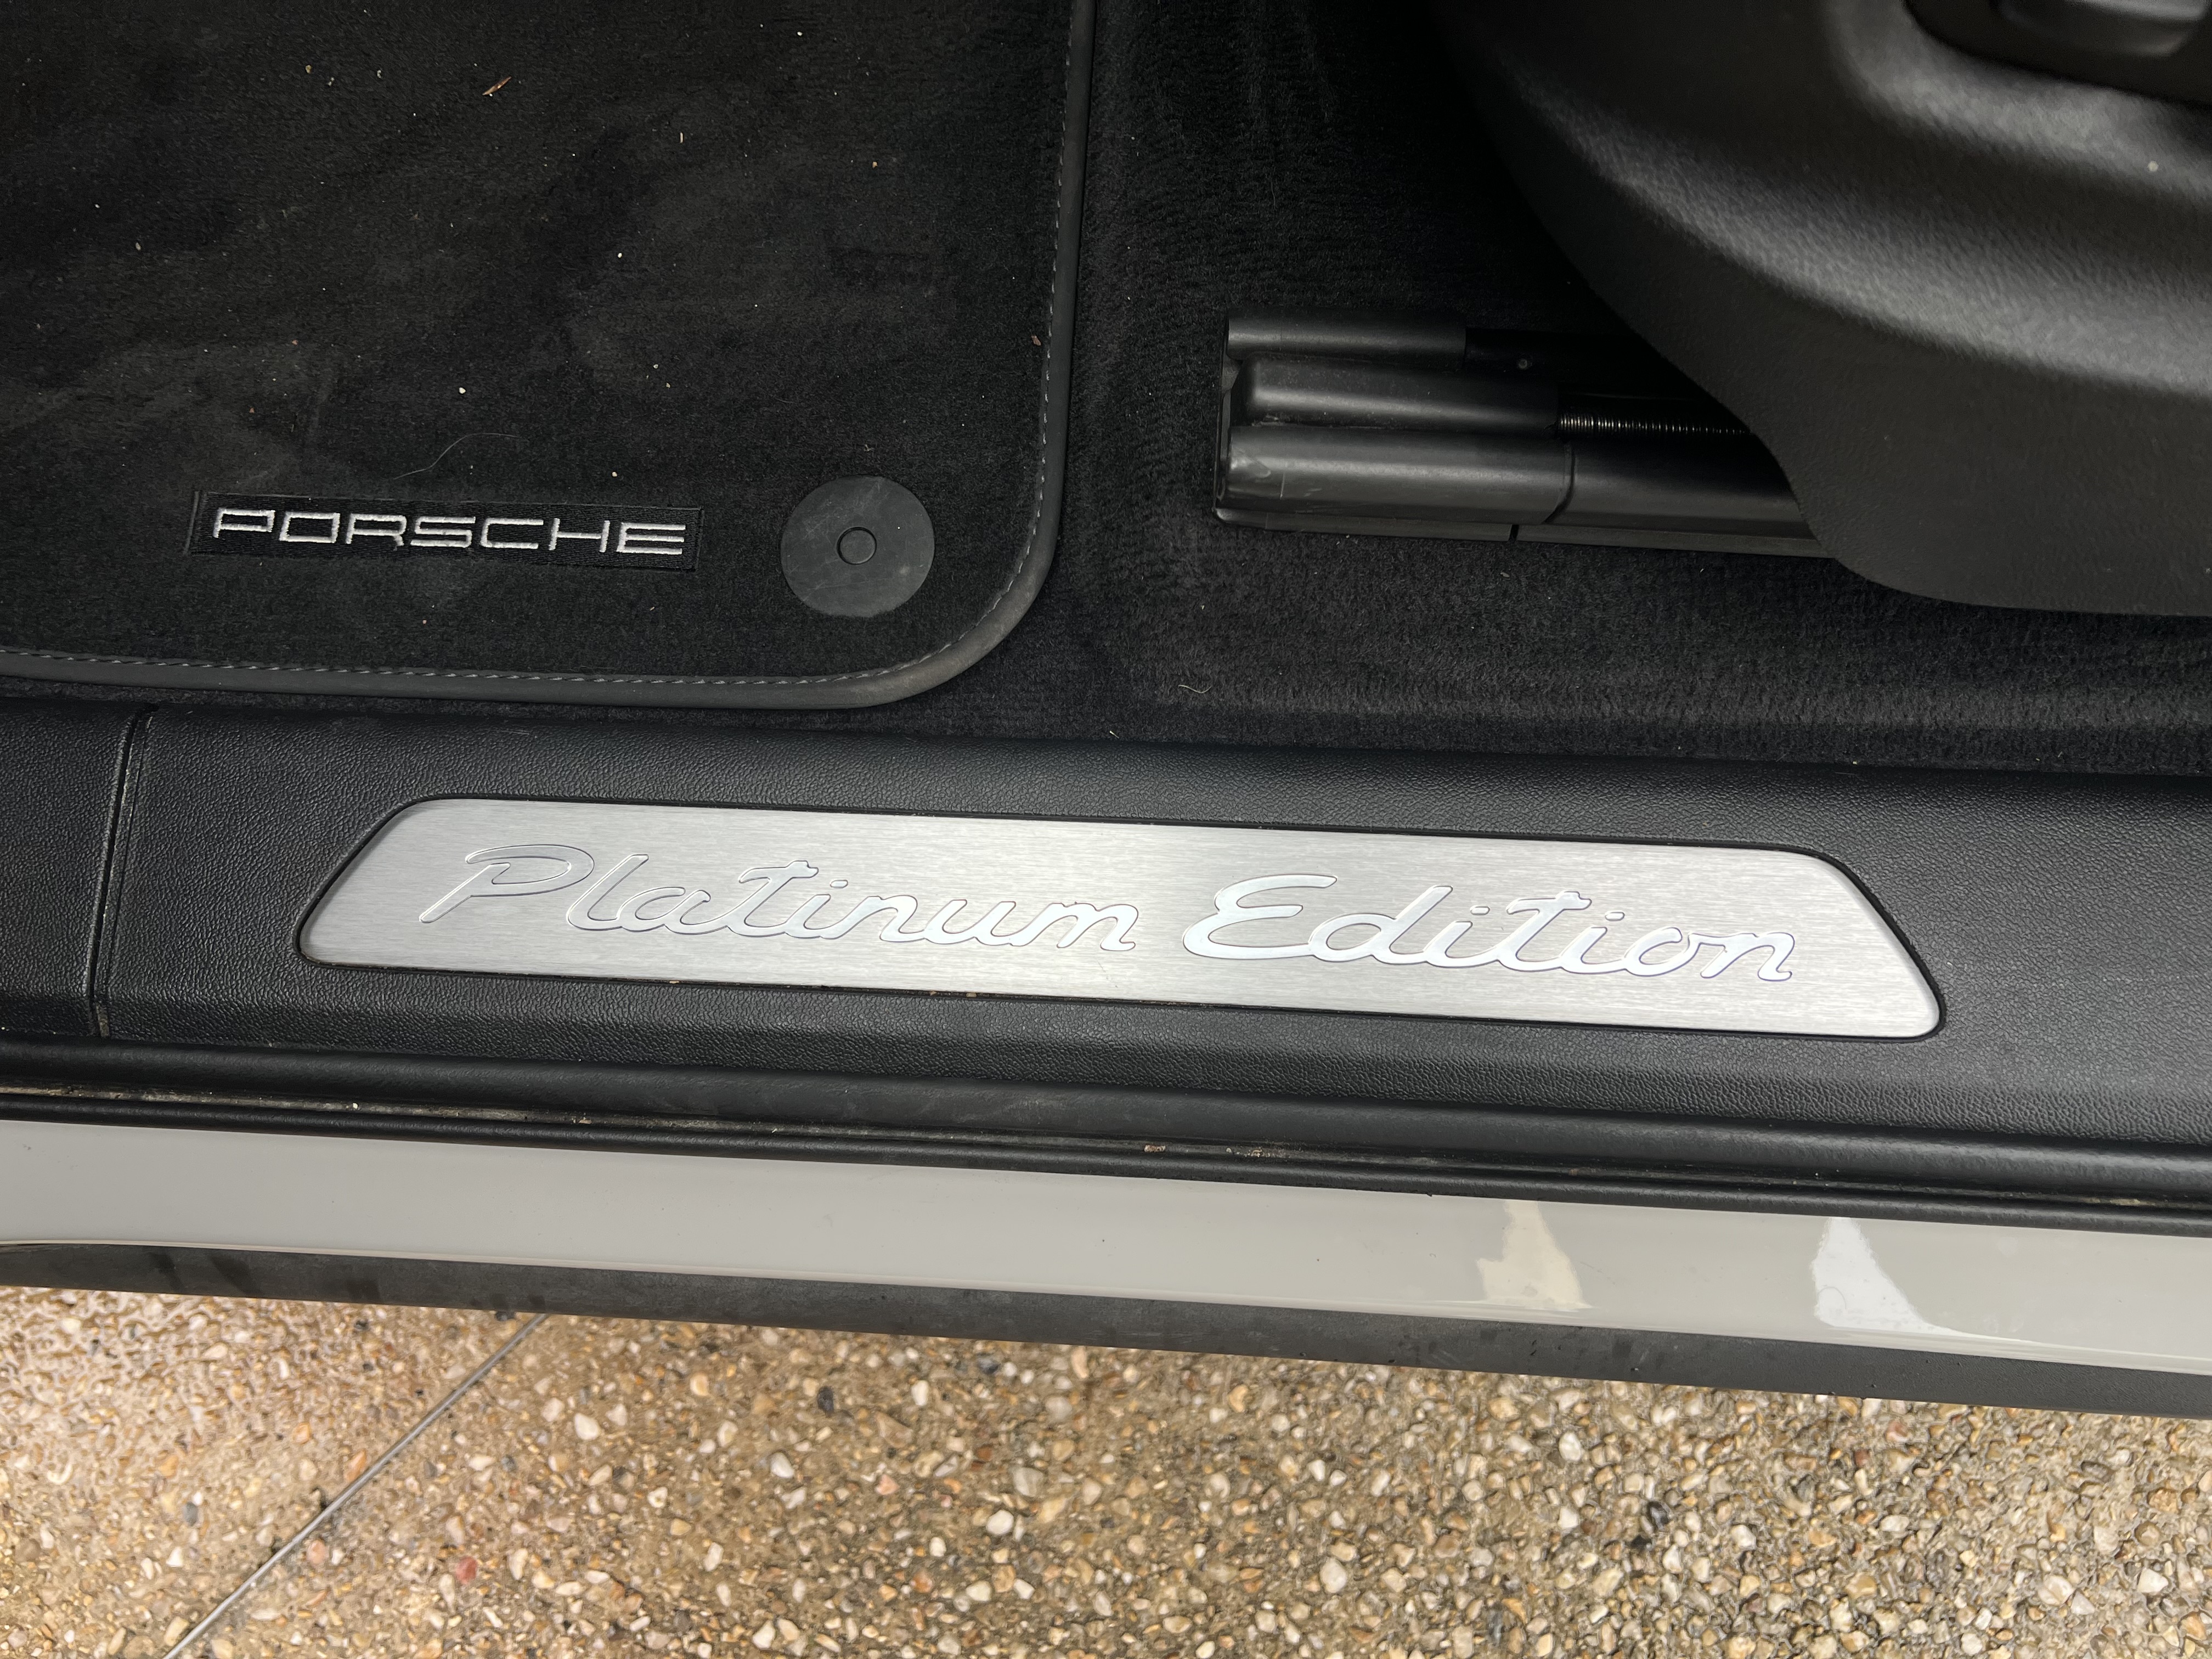 PORSCHE
Platinum Edition